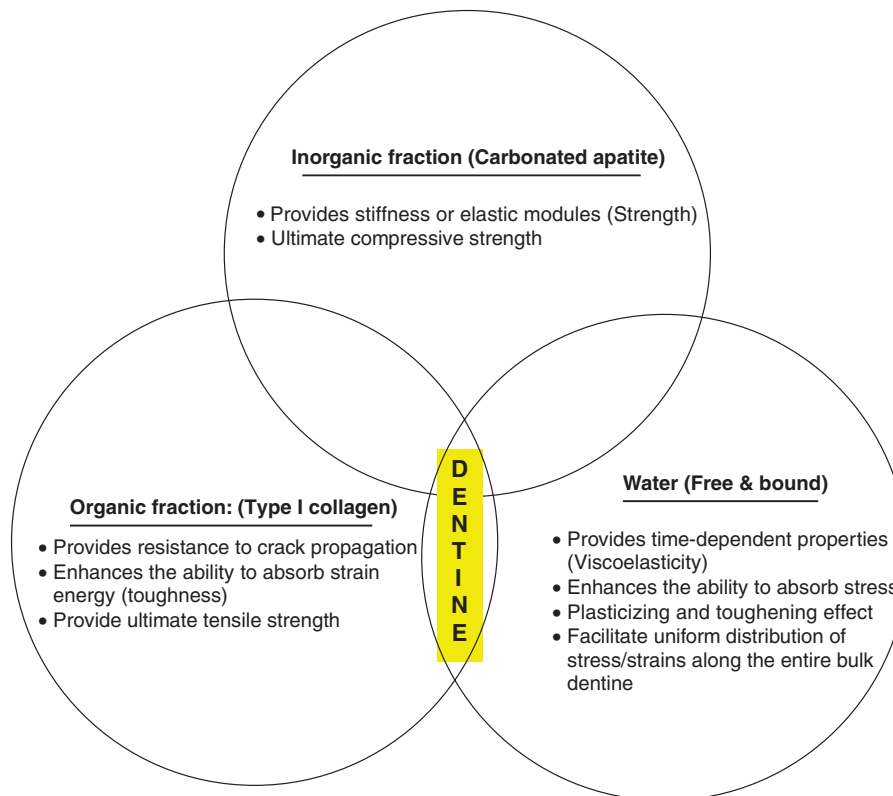 Inorganic fraction (Carbonated apatite)
• Provides stiffness or elastic modules (Strength)
• Ultimate compressive strength
DENTINE
Organic fraction: (Type I collagen)
• Provides resistance to crack propagation
• Enhances the ability to absorb strain
energy (toughness)
• Provide ultimate tensile strength
Water (Free & bound)
• Provides time-dependent properties
(Viscoelasticity)
• Enhances the ability to absorb stress
• Plasticizing and toughening effect
• Facilitate uniform distribution of
stress/strains along the entire bulk
dentine